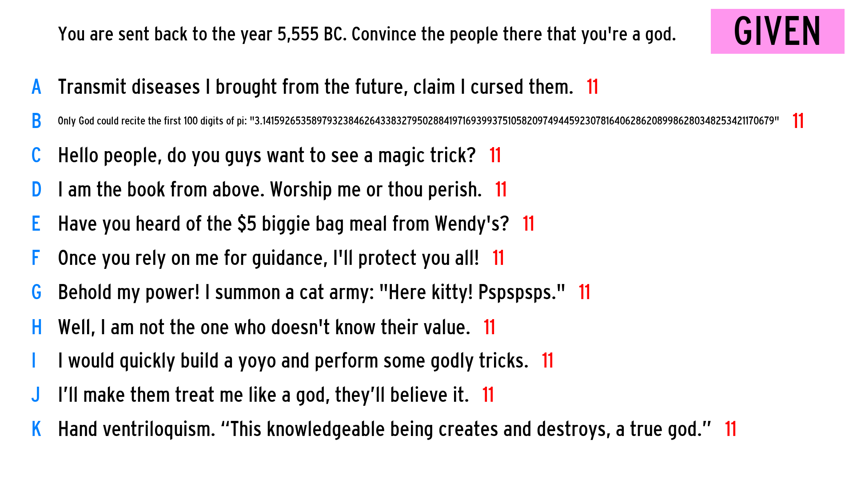 You are sent back to the year 5,555 BC. Convince the people there that you're a god.
GIVEN
A Transmit diseases I brought from the future, claim I cursed them. 11
B Only God could recite the first 100 digits of pi: "3.1415926535897932384626433832795028841971693993751058209749445923078164062862089986280348253421170679" 11
C Hello people, do you guys want to see a magic trick? 11
D I am the book from above. Worship me or thou perish. 11
E Have you heard of the $5 biggie bag meal from Wendy's? 11
F Once you rely on me for guidance, I'll protect you all! 11
G Behold my power! I summon a cat army: "Here kitty! Pspspsps." 11
H Well, I am not the one who doesn't know their value. 11
I I would quickly build a yoyo and perform some godly tricks. 11
J I’ll make them treat me like a god, they’ll believe it. 11
K Hand ventriloquism. “This knowledgeable being creates and destroys, a true god.” 11